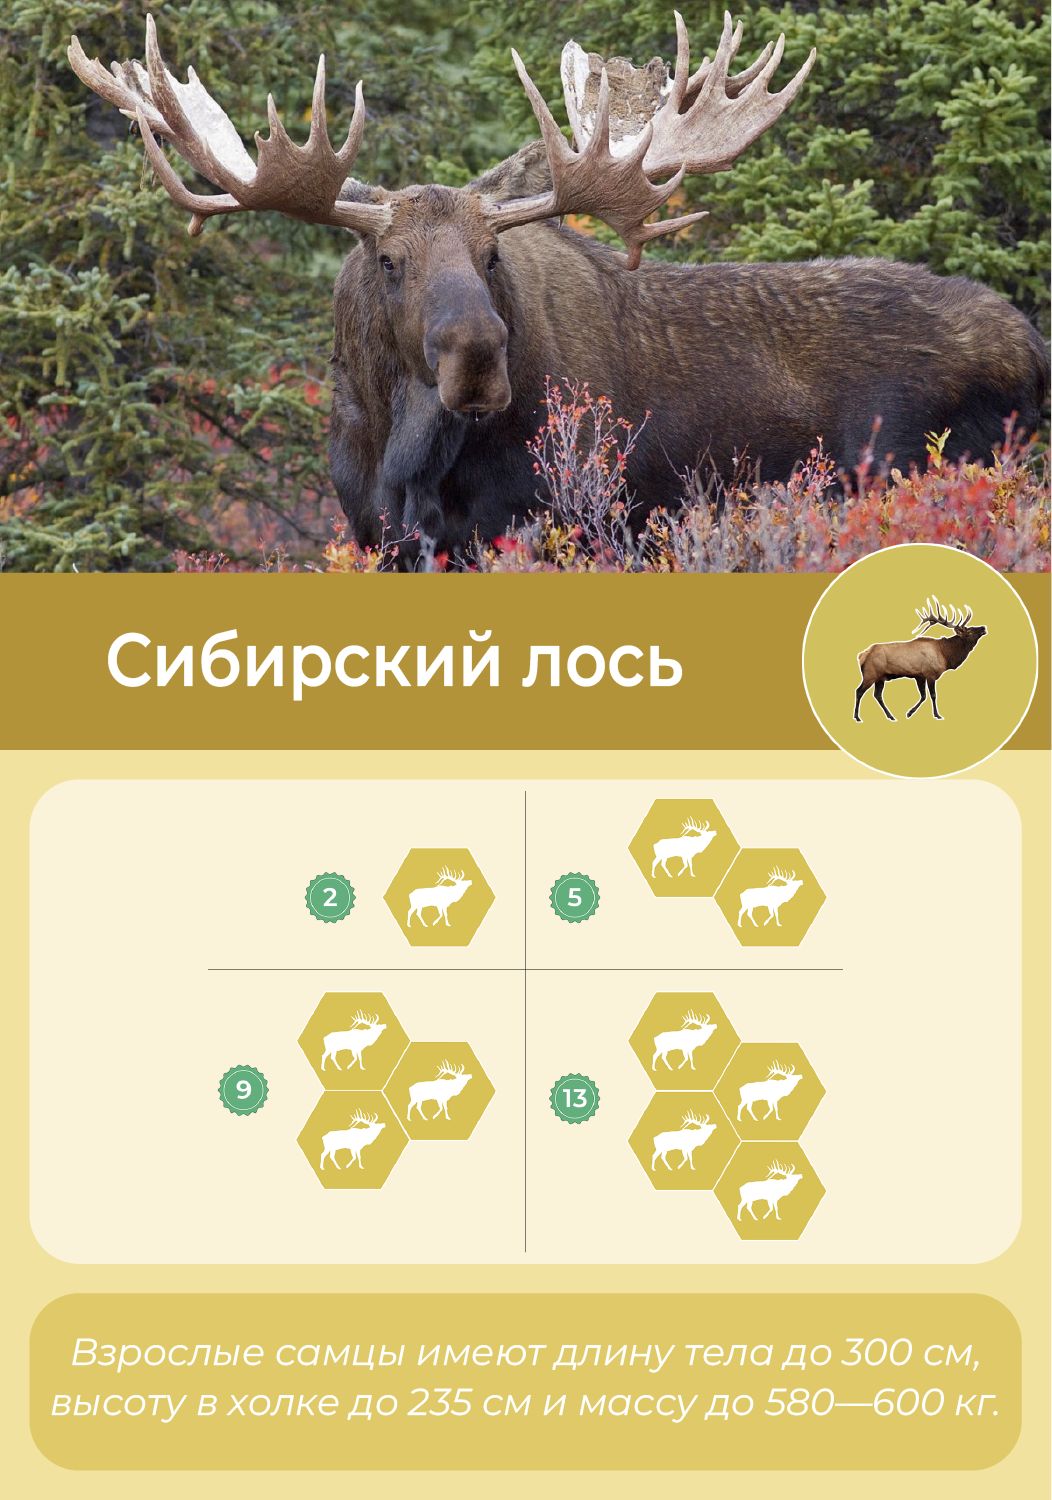 Сибирский лось
2
5
9
13
Взрослые самцы имеют длину тела до 300 см,
высоту в холке до 235 см и массу до 580—600 кг.